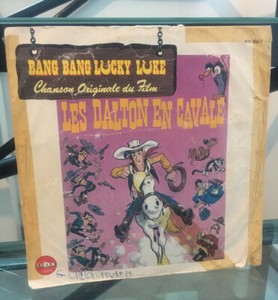 BANG BANG LUCKY LUKE
Chanson Originale du Film
LES DALTON EN CAVALE